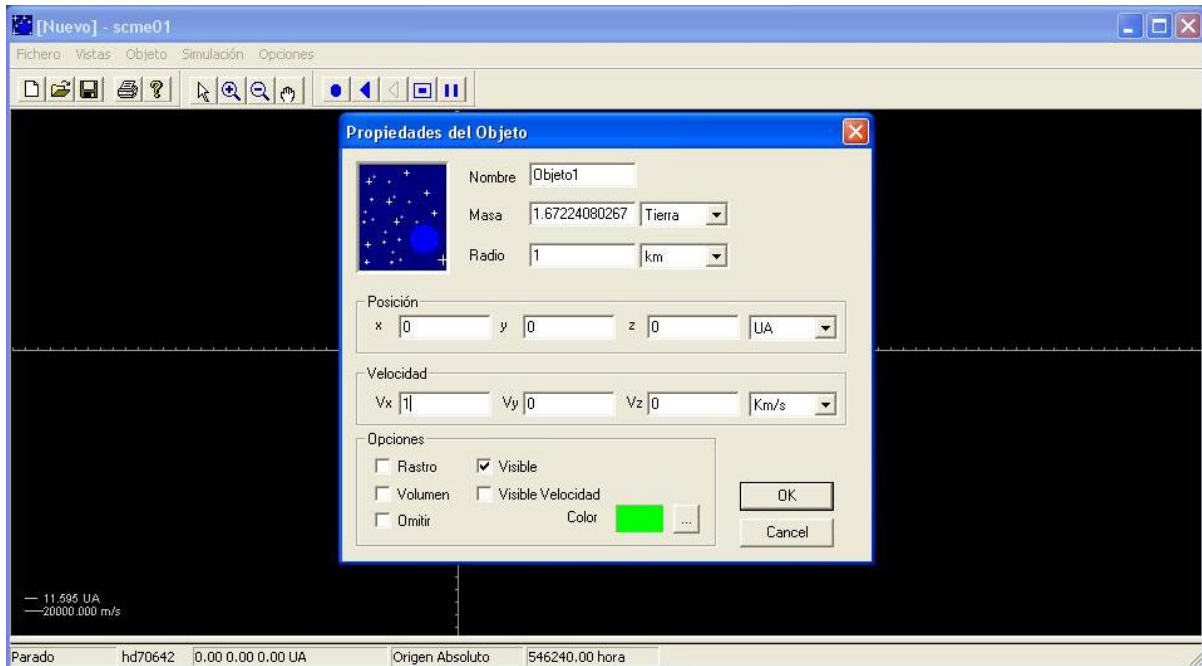 [Nuevo] - scme01
Fichero Vistas Objeto Simulación Opciones
Propiedades del Objeto
Nombre Objeto1
Masa 1.67224080267 Tierra
Radio 1 km
Posición
x 0 y 0 z 0 UA
Velocidad
Vx 1 Vy 0 Vz 0 Km/s
Opciones
Rastro Visible
Volumen Visible Velocidad
Omitir Color ...
OK
Cancel
11.595 UA
20000.000 m/s
Parado hd70642 0.00 0.00 0.00 UA Origen Absoluto 546240.00 hora